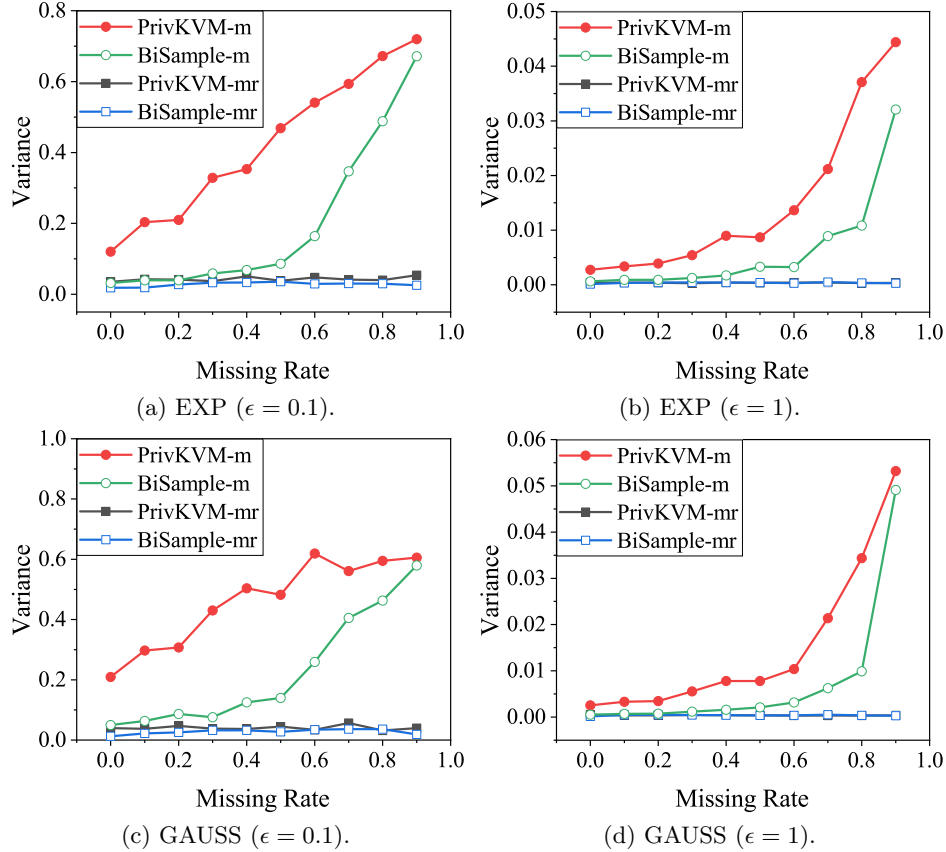 PrivKVM-m
BiSample-m
PrivKVM-mr
BiSample-mr
0.8
0.6
0.4
0.2
0.0
Variance
0.0 0.2 0.4 0.6 0.8 1.0
Missing Rate
(a) EXP (ϵ = 0.1).
PrivKVM-m
BiSample-m
PrivKVM-mr
BiSample-mr
0.05
0.04
0.03
0.02
0.01
0.00
Variance
0.0 0.2 0.4 0.6 0.8 1.0
Missing Rate
(b) EXP (ϵ = 1).
PrivKVM-m
BiSample-m
PrivKVM-mr
BiSample-mr
1.0
0.8
0.6
0.4
0.2
0.0
Variance
0.0 0.2 0.4 0.6 0.8 1.0
Missing Rate
(c) GAUSS (ϵ = 0.1).
PrivKVM-m
BiSample-m
PrivKVM-mr
BiSample-mr
0.06
0.05
0.04
0.03
0.02
0.01
0.00
Variance
0.0 0.2 0.4 0.6 0.8 1.0
Missing Rate
(d) GAUSS (ϵ = 1).